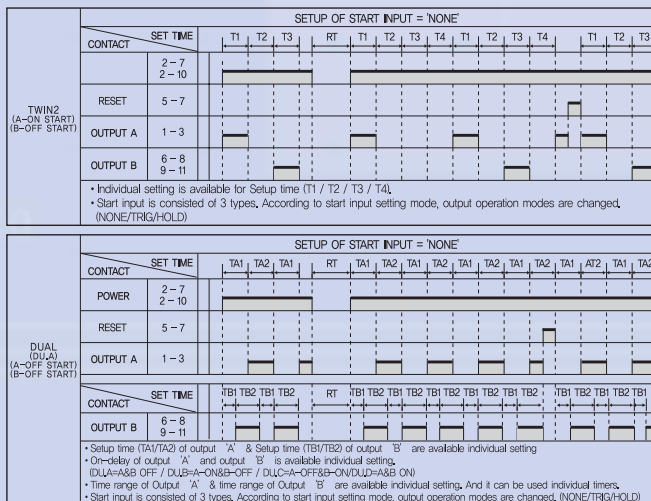 SETUP OF START INPUT = 'NONE'
CONTACT SET TIME T1 T2 T3 RT T1 T2 T3 T4 T1 T2 T3 T4 T1 T2 T3
2 – 7
2 – 10
RESET 5 – 7
TWIN2
(A-ON START)
(B-OFF START)
OUTPUT A 1 – 3
OUTPUT B 6 – 8
9 – 11
• Individual setting is available for Setup time (T1 / T2 / T3 / T4).
• Start input is consisted of 3 types. According to start input setting mode, output operation modes are changed.
(NONE/TRIG/HOLD)
SETUP OF START INPUT = 'NONE'
CONTACT SET TIME TA1 TA2 TA1 RT TA1 TA2 TA1 TA2 TA1 TA2 TA1 TA2 TA1 AT2 TA1 TA2
POWER 2 – 7
2 – 10
RESET 5 – 7
DUAL
(DU.A)
(A-OFF START)
(B-OFF START)
OUTPUT A 1 – 3
CONTACT SET TIME TB1 TB2 TB1 TB2 RT TB1 TB2 TB1 TB2 TB1 TB2 TB1 TB2 TB1 TB2 TB1 TB2 TB1
OUTPUT B 6 – 8
9 – 11
• Setup time (TA1/TA2) of output 'A' & Setup time (TB1/TB2) of output 'B' are available individual setting
• On-delay of output 'A' and output 'B' is available individual setting.
(DU.A=A&B OFF / DU.B=A-ON&B-OFF / DU.C=A-OFF&B-ON/DU.D=A&B ON)
• Time range of Output 'A' & time range of Output 'B' are available individual setting. And it can be used individual timers.
• Start input is consisted of 3 types. According to start input setting mode, output operation modes are changed. (NONE/TRIG/HOLD)